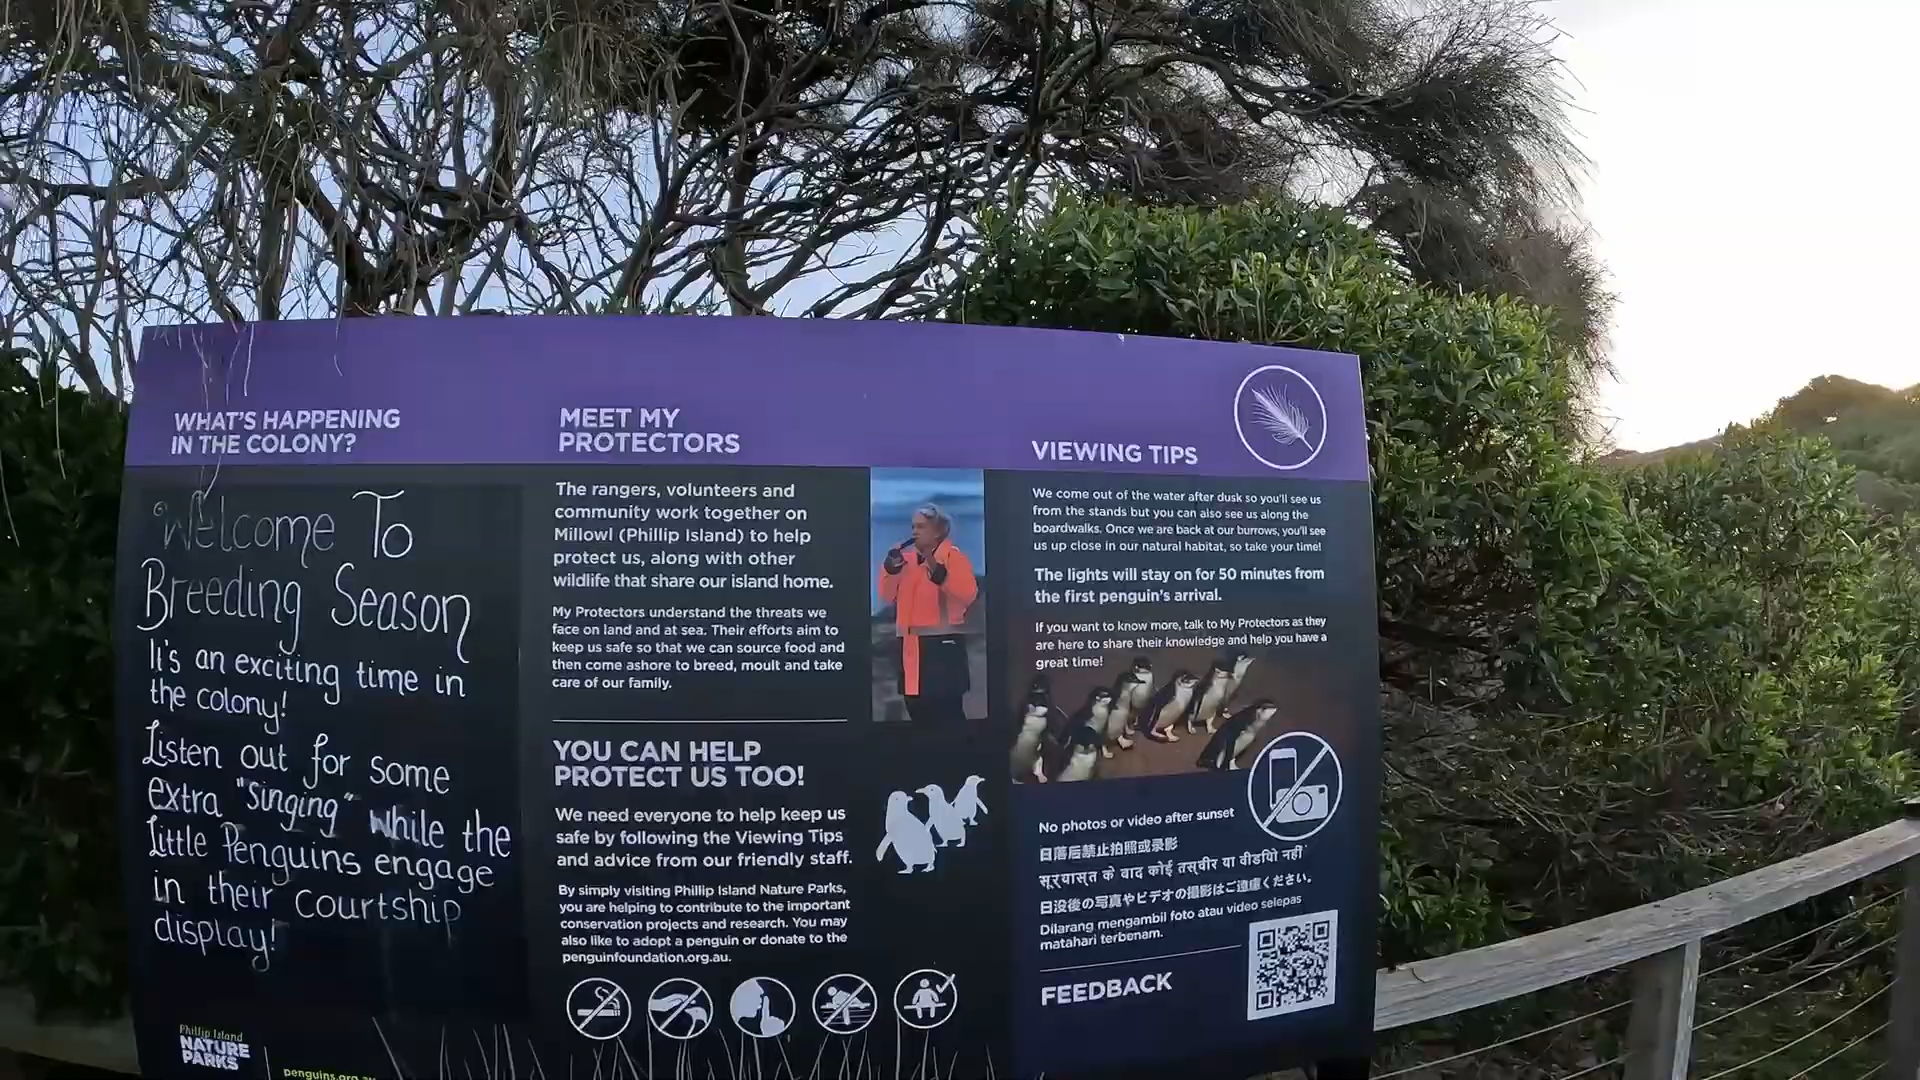 WHAT'S HAPPENING
IN THE COLONY?
Welcome To
Breeding Season
It's an exciting time in
the colony!
Listen out for some
extra "singing" while the
Little Penguins engage
in their courtship
display!
Phillip Island
NATURE
PARKS
penguins.org.au
MEET MY
PROTECTORS
The rangers, volunteers and
community work together on
Millowl (Phillip Island) to help
protect us, along with other
wildlife that share our island home.
My Protectors understand the threats we
face on land and at sea. Their efforts aim to
keep us safe so that we can source food and
then come ashore to breed, moult and take
care of our family.
YOU CAN HELP
PROTECT US TOO!
We need everyone to help keep us
safe by following the Viewing Tips
and advice from our friendly staff.
By simply visiting Phillip Island Nature Parks,
you are helping to contribute to the important
conservation projects and research. You may
also like to adopt a penguin or donate to the
penguinfoundation.org.au.
VIEWING TIPS
We come out of the water after dusk so you'll see us
from the stands but you can also see us along the
boardwalks. Once we are back at our burrows, you'll see
us up close in our natural habitat, so take your time!
The lights will stay on for 50 minutes from
the first penguin's arrival.
If you want to know more, talk to My Protectors as they
are here to share their knowledge and help you have a
great time!
No photos or video after sunset
日落后禁止拍照或录影
सूर्यास्त के बाद कोई तस्वीर या वीडियो नहीं
日没後の写真やビデオの撮影はご遠慮ください。
Dilarang mengambil foto atau video selepas
matahari terbenam.
FEEDBACK